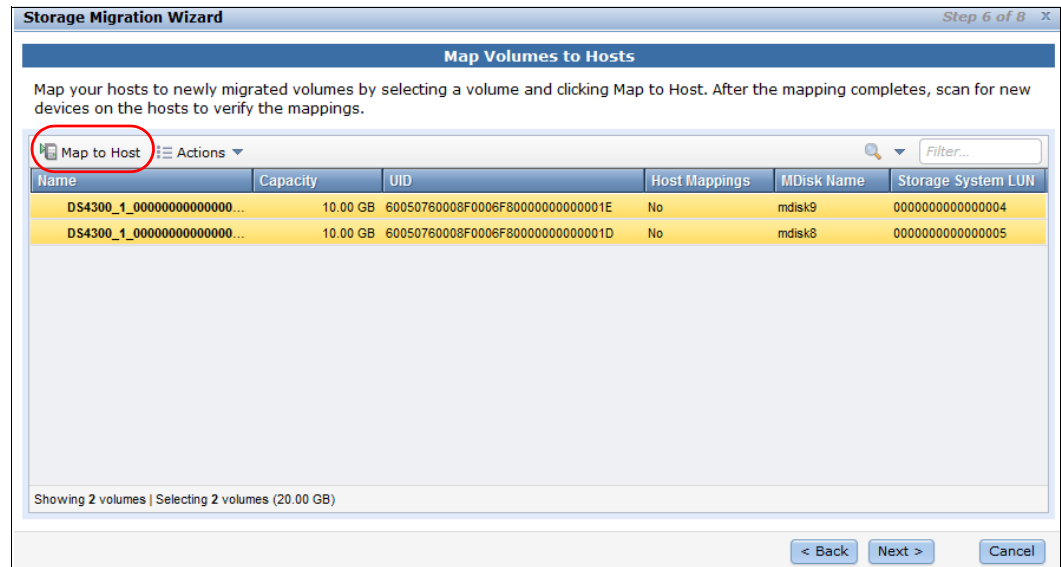 Storage Migration Wizard Step 6 of 8 X
Map Volumes to Hosts
Map your hosts to newly migrated volumes by selecting a volume and clicking Map to Host. After the mapping completes, scan for new
devices on the hosts to verify the mappings.
Map to Host Actions Filter...
Name Capacity UID Host Mappings MDisk Name Storage System LUN
DS4300_1_00000000000000... 10.00 GB 60050760008F0006F80000000000001E No mdisk9 0000000000000004
DS4300_1_00000000000000... 10.00 GB 60050760008F0006F80000000000001D No mdisk8 0000000000000005
Showing 2 volumes | Selecting 2 volumes (20.00 GB)
< Back Next > Cancel